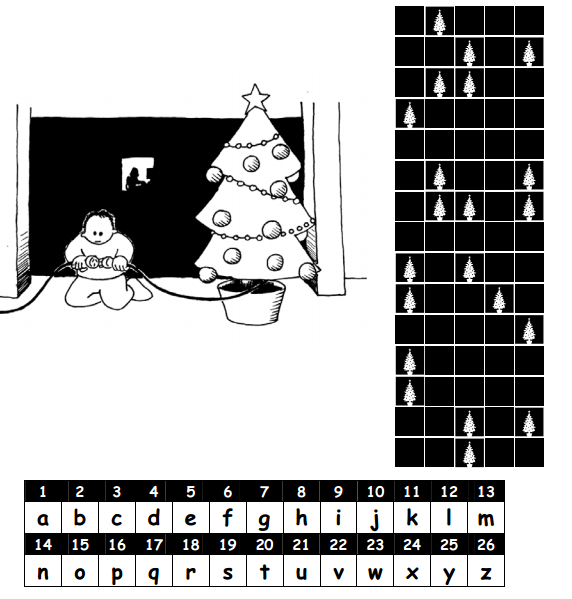 1 2 3 4 5 6 7 8 9 10 11 12 13
a b c d e f g h i j k l m
14 15 16 17 18 19 20 21 22 23 24 25 26
n o p q r s t u v w x y z